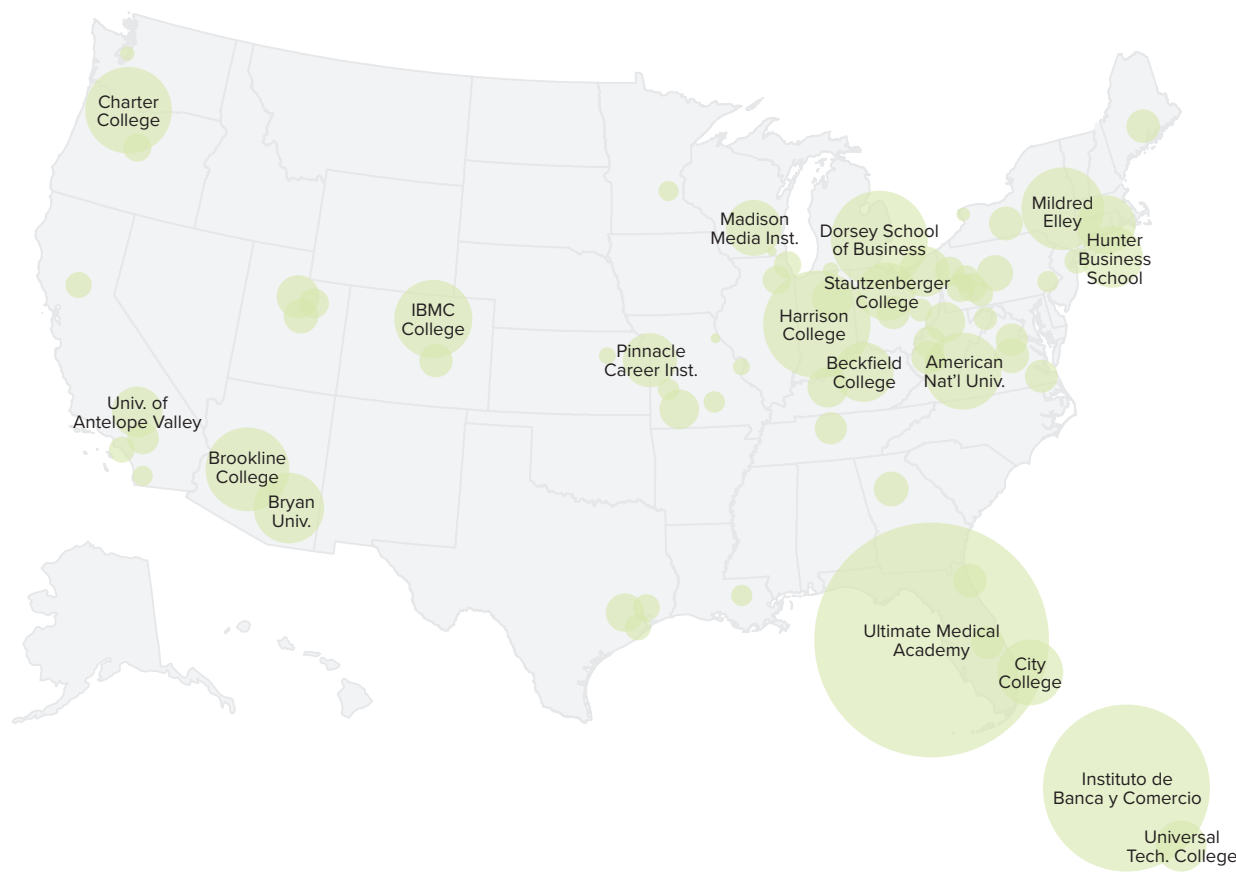 Charter
College
Madison
Media Inst.
Dorsey School
of Business
Mildred
Elley
Hunter
Business
School
IBMC
College
Stautzenberger
College
Harrison
College
Pinnacle
Career Inst.
Beckfield
College
American
Nat’l Univ.
Univ. of
Antelope Valley
Brookline
College
Bryan
Univ.
Ultimate Medical
Academy
City
College
Instituto de
Banca y Comercio
Universal
Tech. College